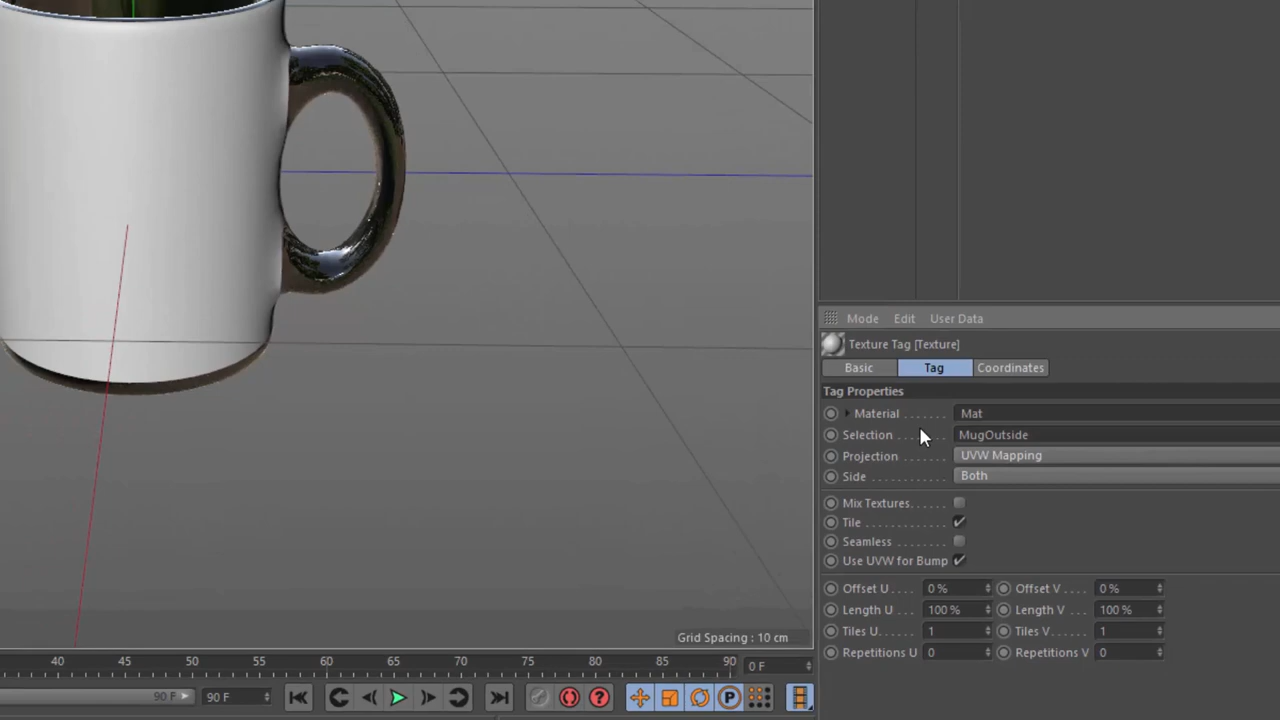 Mode Edit User Data
Texture Tag [Texture]
Basic Tag Coordinates
Tag Properties
Material ...... Mat
Selection ..... MugOutside
Projection ..... UVW Mapping
Side ........ Both
Mix Textures.
Tile
Seamless
Use UVW for Bump
Offset U 0 % Offset V 0 %
Length U 100 % Length V 100 %
Tiles U 1 Tiles V 1
Repetitions U 0 Repetitions V 0
Grid Spacing : 10 cm
40 45 50 55 60 65 70 75 80 85 90 0 F
90 F 90 F
P